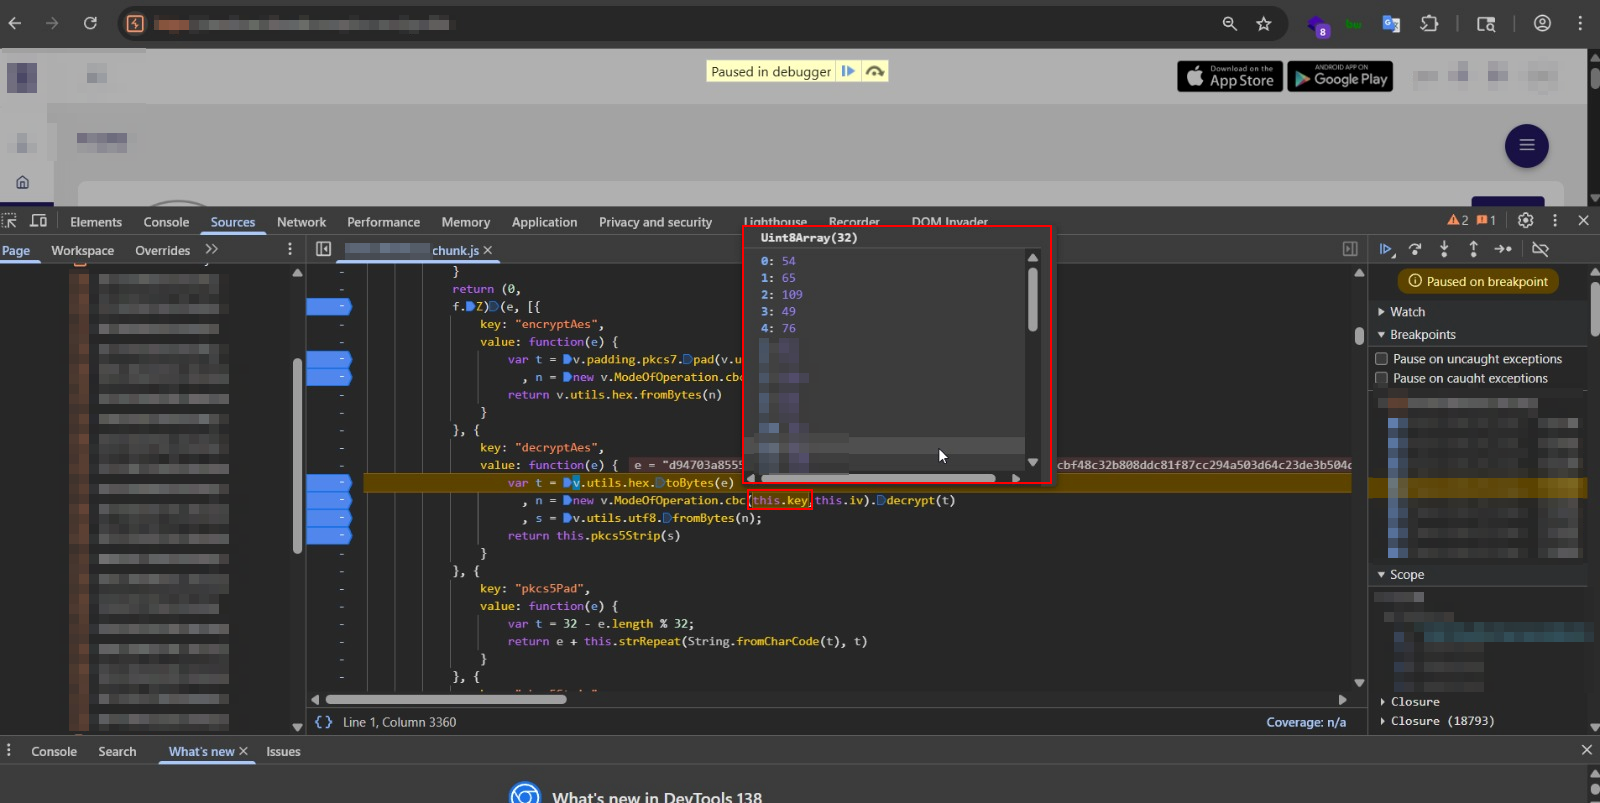 8
Paused in debugger
Download on the
App Store
ANDROID APP ON
Google Play
Elements Console Sources Network Performance Memory Application Privacy and security Lighthouse Recorder DOM Invader
2 1
Page Workspace Overrides
chunk.js
Uint8Array(32)
0: 54
1: 65
2: 109
3: 49
4: 76
}
return (0,
f.Z)(e, [{
key: "encryptAes",
value: function(e) {
var t = v.padding.pkcs7.pad(v.u
, n = new v.ModeOfOperation.cbc
return v.utils.hex.fromBytes(n)
}
}, {
key: "decryptAes",
value: function(e) { e = "d94703a8555 cbf48c32b808ddc81f87cc294a503d64c23de3b504c
var t = v.utils.hex.toBytes(e)
, n = new v.ModeOfOperation.cbc(this.key,this.iv).decrypt(t)
, s = v.utils.utf8.fromBytes(n);
return this.pkcs5Strip(s)
}
}, {
key: "pkcs5Pad",
value: function(e) {
var t = 32 - e.length % 32;
return e + this.strRepeat(String.fromCharCode(t), t)
}
}, {
{} Line 1, Column 3360
Coverage: n/a
Paused on breakpoint
Watch
Breakpoints
Pause on uncaught exceptions
Pause on caught exceptions
Scope
Closure
Closure (18793)
Console Search What's new Issues
What's new in DevTools 138